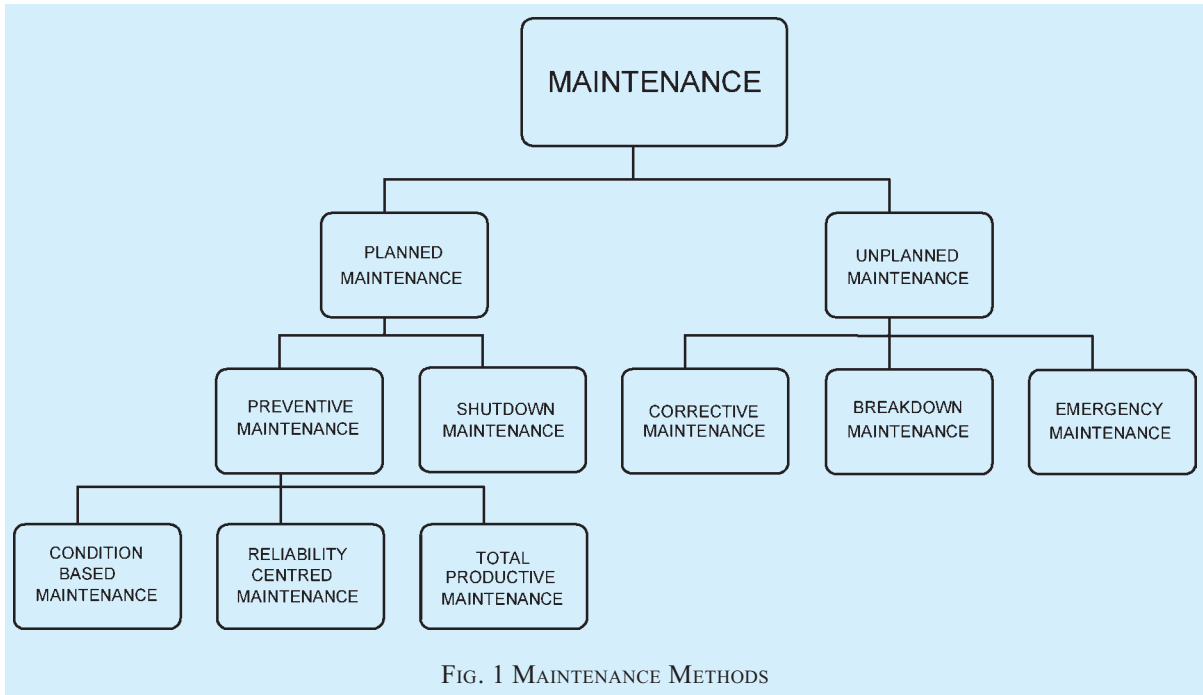 MAINTENANCE
PLANNED
MAINTENANCE
UNPLANNED
MAINTENANCE
PREVENTIVE
MAINTENANCE
SHUTDOWN
MAINTENANCE
CORRECTIVE
MAINTENANCE
BREAKDOWN
MAINTENANCE
EMERGENCY
MAINTENANCE
CONDITION
BASED
MAINTENANCE
RELIABILITY
CENTRED
MAINTENANCE
TOTAL
PRODUCTIVE
MAINTENANCE
FIG. 1 MAINTENANCE METHODS